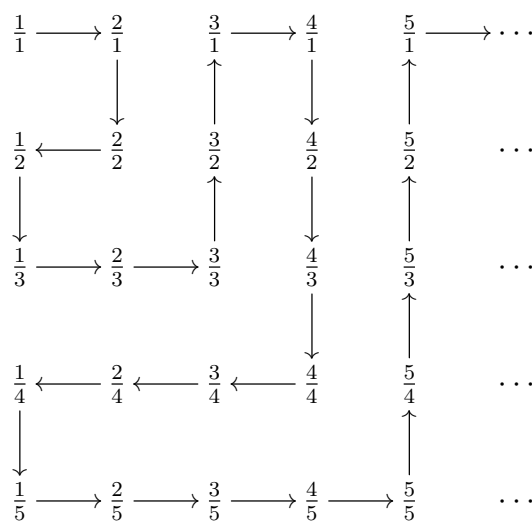 1/1 2/1 3/1 4/1 5/1 ⋯
1/2 2/2 3/2 4/2 5/2 ⋯
1/3 2/3 3/3 4/3 5/3 ⋯
1/4 2/4 3/4 4/4 5/4 ⋯
1/5 2/5 3/5 4/5 5/5 ⋯